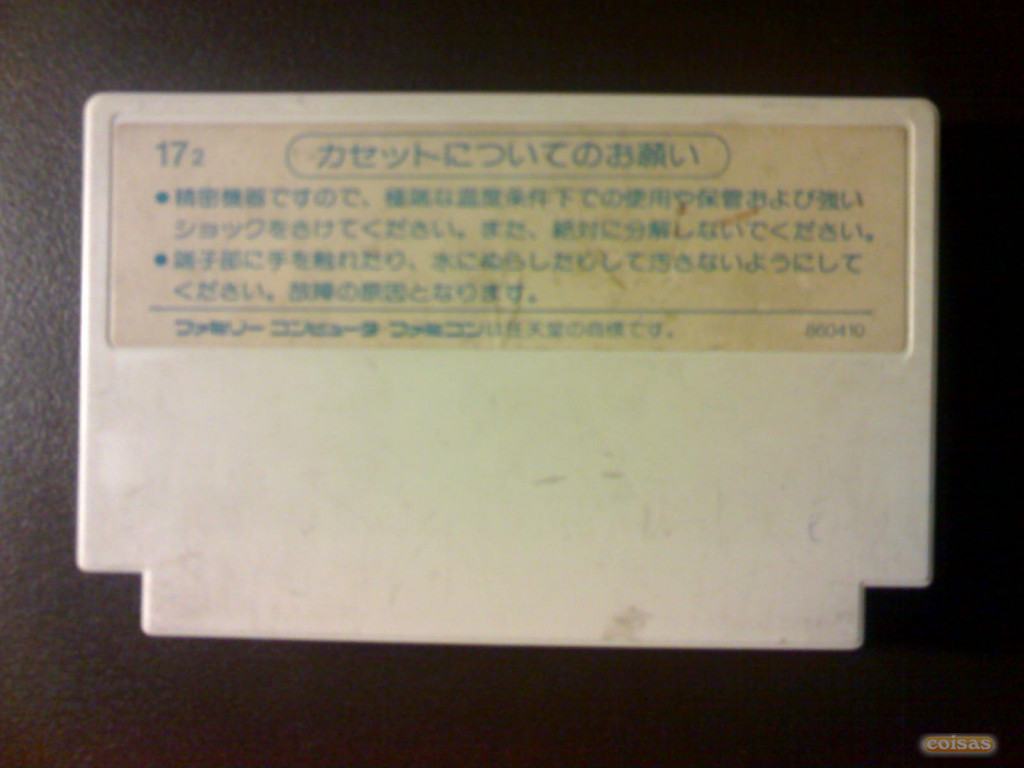 172 カセットについてのお願い
●精密機器ですので、極端な温度条件下での使用や保管および強い
ショックをさけてください。また、絶対に分解しないでください。
●端子部に手を触れたり、水にぬらしたりして汚さないようにして
ください。故障の原因となります。
ファミリーコンピュータ ファミコンは任天堂の商標です。 860410
coisas